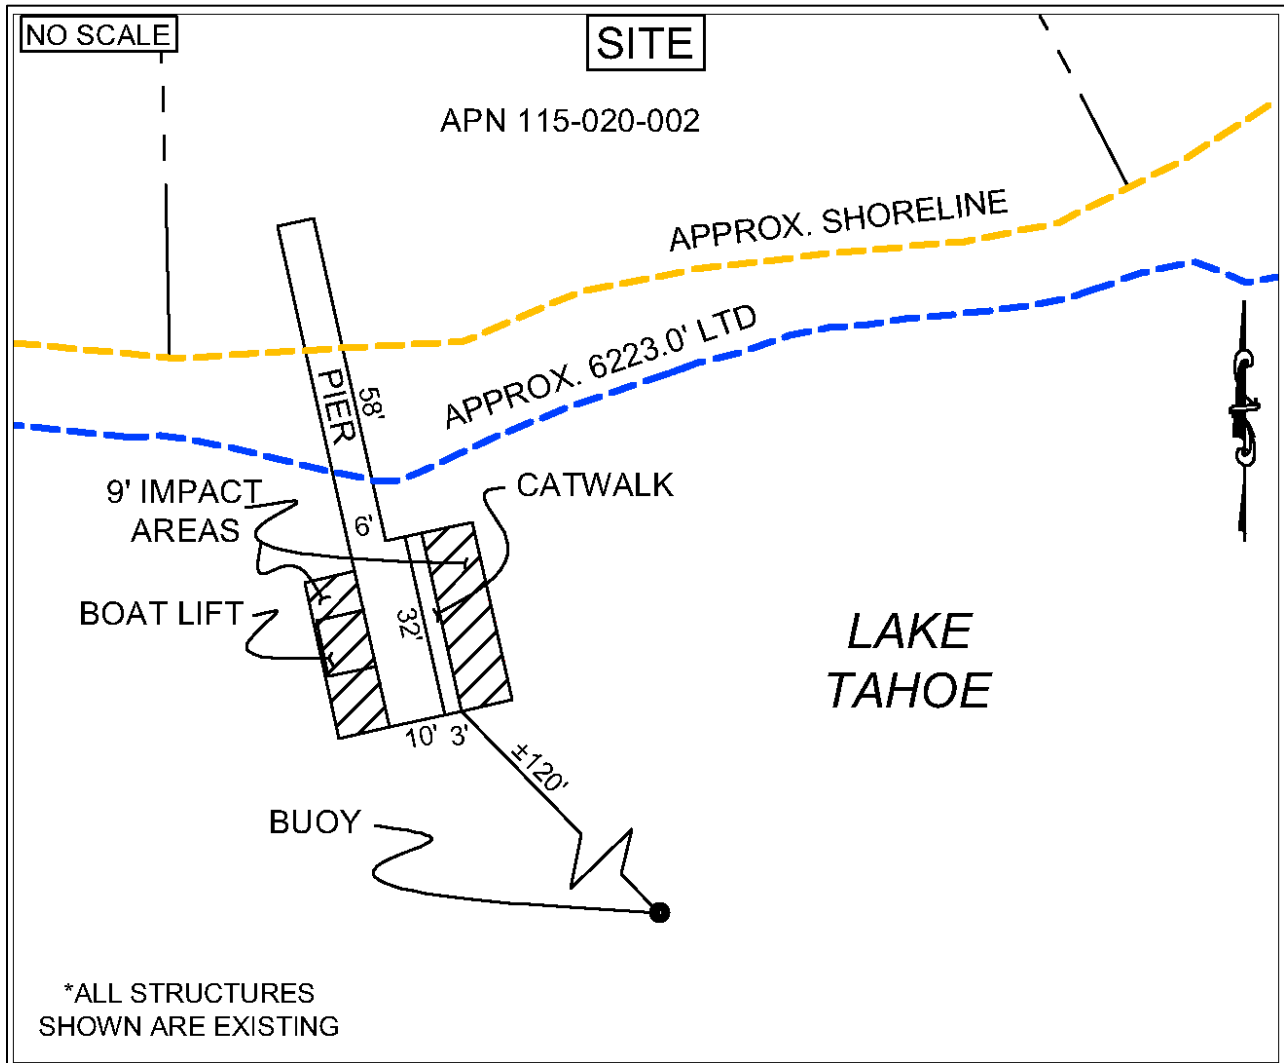 NO SCALE
SITE
APN 115-020-002
APPROX. SHORELINE
APPROX. 6223.0' LTD
PIER
58'
9' IMPACT
AREAS
6'
CATWALK
BOAT LIFT
32'
LAKE
TAHOE
10' 3'
±120'
BUOY
*ALL STRUCTURES
SHOWN ARE EXISTING